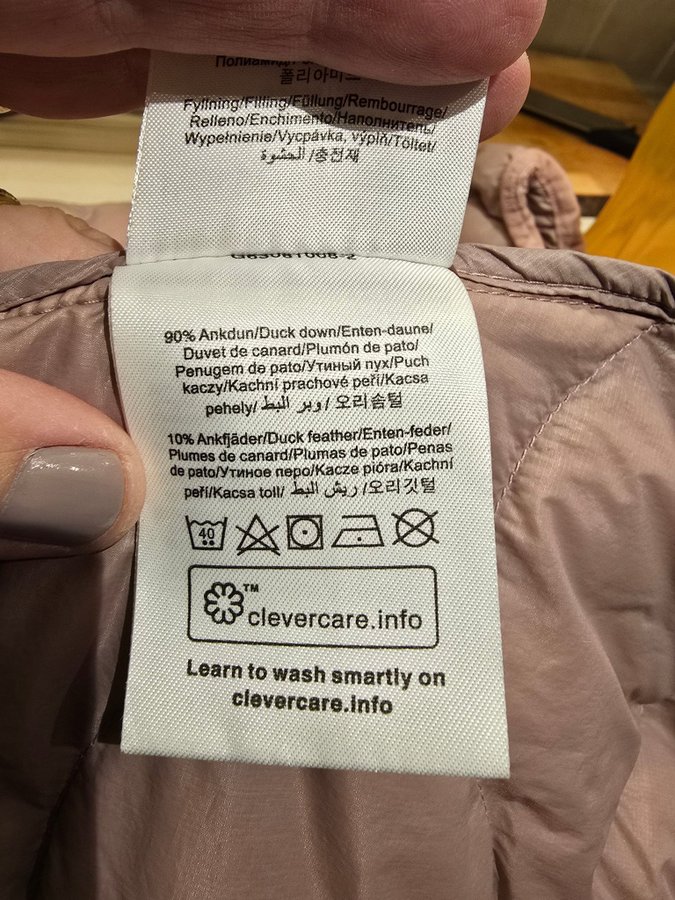 폴리아미드
Fyllning/Filling/Füllung/Rembourrage/
Relleno/Enchimento/Наполнитель/
Wypełnienie/Vycpávka, výplň/Töltet/
الحشوة/충전재
G83081008-2
90% Ankdun/Duck down/Enten-daune/
Duvet de canard/Plumón de pato/
Penugem de pato/Утиный пух/Puch
kaczy/Kachní prachové peří/Kacsa
pehely/وبر البط/오리솜털
10% Ankfjäder/Duck feather/Enten-feder/
Plumes de canard/Plumas de pato/Penas
de pato/Утиное перо/Kacze pióra/Kachní
peří/Kacsa toll/ريش البط/오리깃털
40
™
clevercare.info
Learn to wash smartly on
clevercare.info